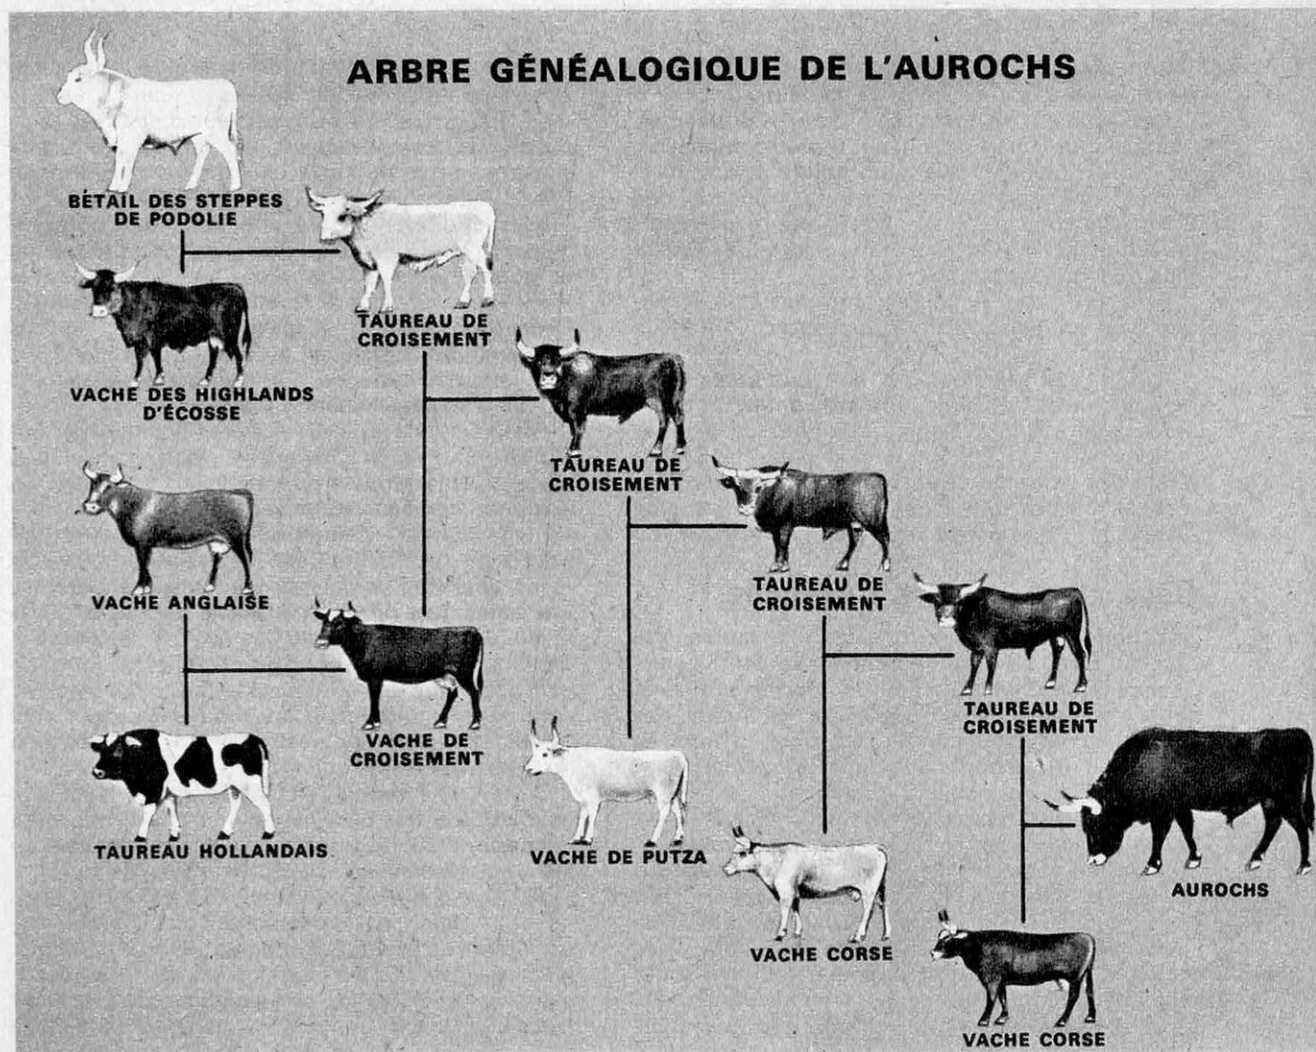 ARBRE GÉNÉALOGIQUE DE L'AUROCHS
BÉTAIL DES STEPPES
DE PODOLIE
TAUREAU DE
CROISEMENT
VACHE DES HIGHLANDS
D'ÉCOSSE
TAUREAU DE
CROISEMENT
VACHE ANGLAISE
TAUREAU DE
CROISEMENT
TAUREAU DE
CROISEMENT
VACHE DE
CROISEMENT
TAUREAU HOLLANDAIS
VACHE DE PUTZA
AUROCHS
VACHE CORSE
VACHE CORSE